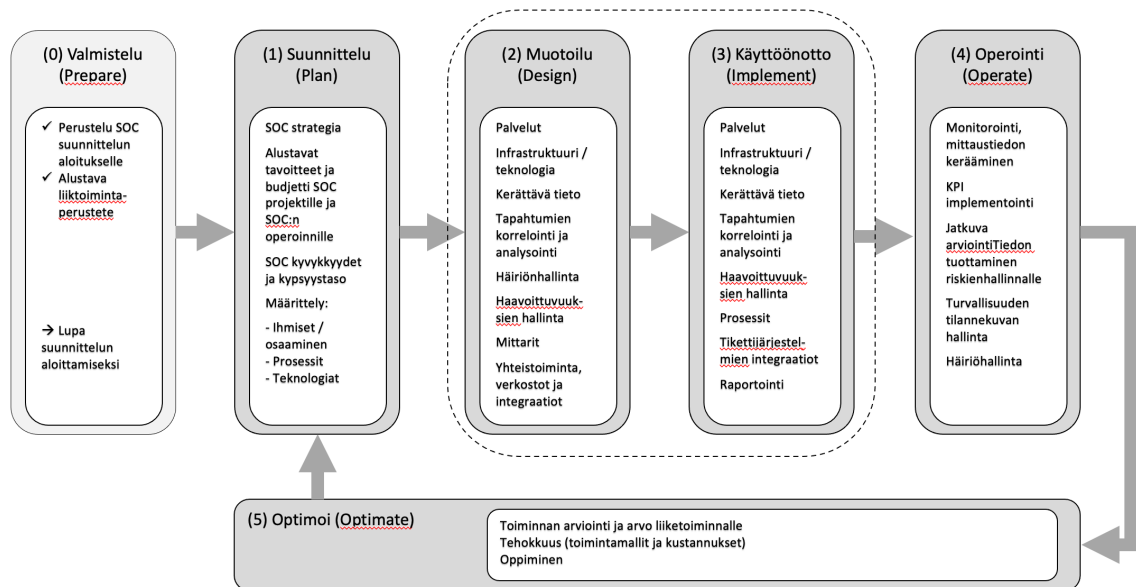 (0) Valmistelu
(Prepare)
✓ Perustelu SOC
suunnittelun
aloitukselle
✓ Alustava
liiktoiminta-
perustete
→ Lupa
suunnittelun
aloittamiseksi
(1) Suunnittelu
(Plan)
SOC strategia
Alustavat
tavoitteet ja
budjetti SOC
projektille ja
SOC:n
operoinnille
SOC kyvykkyydet
ja kypsyystaso
Määrittely:
- Ihmiset /
osaaminen
- Prosessit
- Teknologiat
(2) Muotoilu
(Design)
Palvelut
Infrastruktuuri /
teknologia
Kerättävä tieto
Tapahtumien
korrelointi ja
analysointi
Häiriönhallinta
Haavoittuvuuk-
sien hallinta
Mittarit
Yhteistoiminta,
verkostot ja
integraatiot
(3) Käyttöönotto
(Implement)
Palvelut
Infrastruktuuri /
teknologia
Kerättävä tieto
Tapahtumien
korrelointi ja
analysointi
Haavoittuvuuk-
sien hallinta
Prosessit
Tikettijärjestel-
mien integraatiot
Raportointi
(4) Operointi
(Operate)
Monitorointi,
mittaustiedon
kerääminen
KPI
implementointi
Jatkuva
arviointiTiedon
tuottaminen
riskienhallinnalle
Turvallisuuden
tilannekuvan
hallinta
Häiriöhallinta
(5) Optimoi (Optimate)
Toiminnan arviointi ja arvo liiketoiminnalle
Tehokkuus (toimintamallit ja kustannukset)
Oppiminen